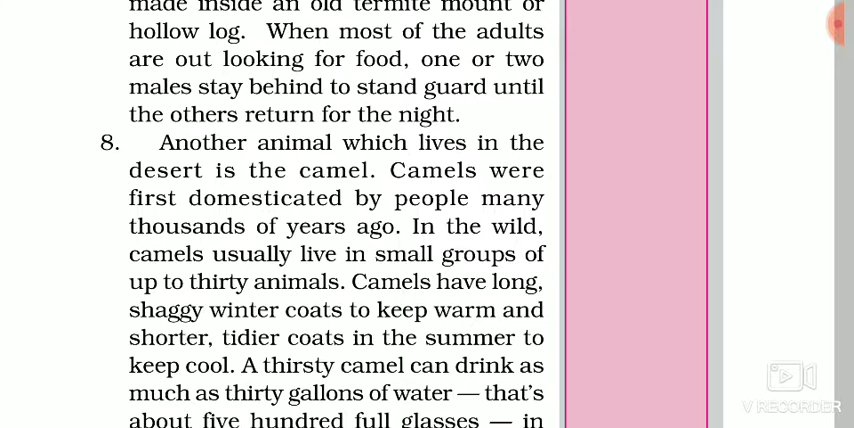 made inside an old termite mount or
hollow log. When most of the adults
are out looking for food, one or two
males stay behind to stand guard until
the others return for the night.
8. Another animal which lives in the
desert is the camel. Camels were
first domesticated by people many
thousands of years ago. In the wild,
camels usually live in small groups of
up to thirty animals. Camels have long,
shaggy winter coats to keep warm and
shorter, tidier coats in the summer to
keep cool. A thirsty camel can drink as
much as thirty gallons of water — that's
about five hundred full glasses — in
V RECORDER